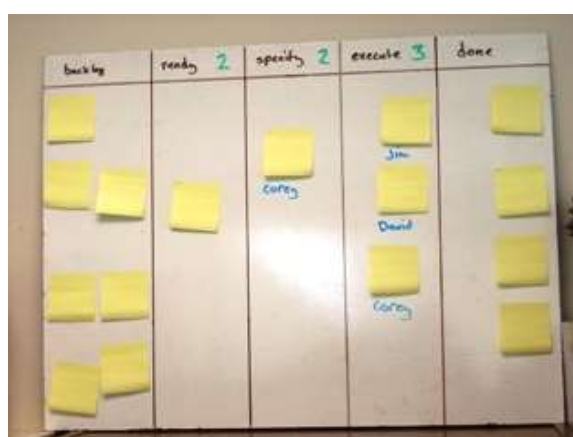 backlog
ready 2
specify 2
execute 3
done
Jim
Corey
David
Corey